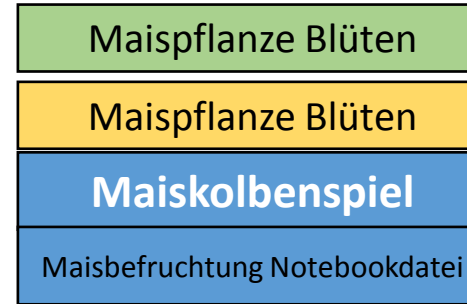 Maispflanze Blüten
Maispflanze Blüten
Maiskolbenspiel
Maisbefruchtung Notebookdatei